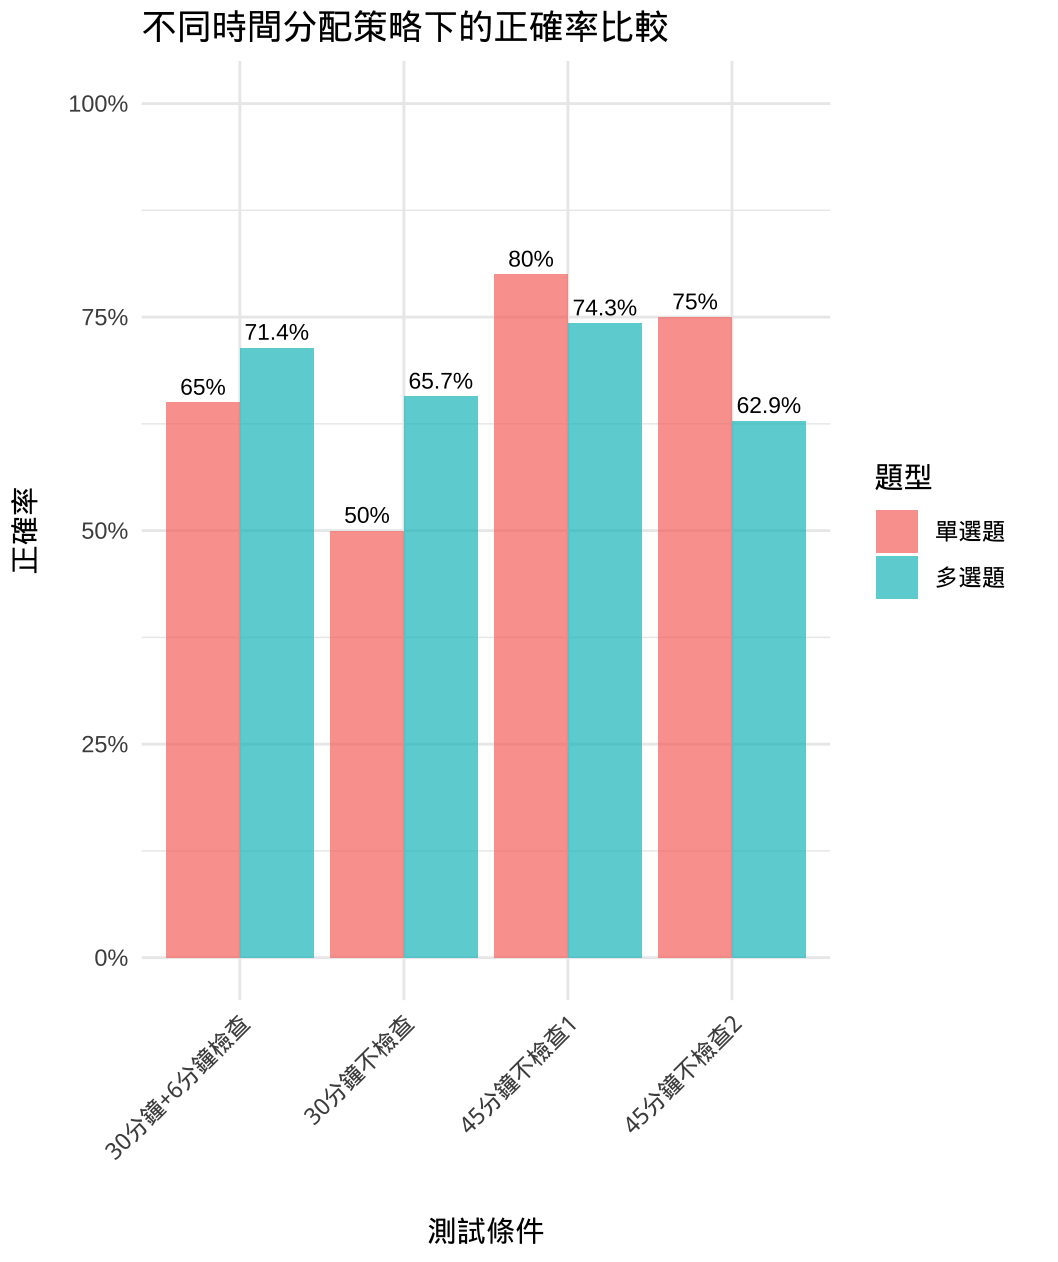 不同時間分配策略下的正確率比較
100%
75%
50%
25%
0%
正確率
65%
71.4%
50%
65.7%
80%
74.3%
75%
62.9%
30分鐘+6分鐘檢查
30分鐘不檢查
45分鐘不檢查1
45分鐘不檢查2
測試條件
題型
單選題
多選題